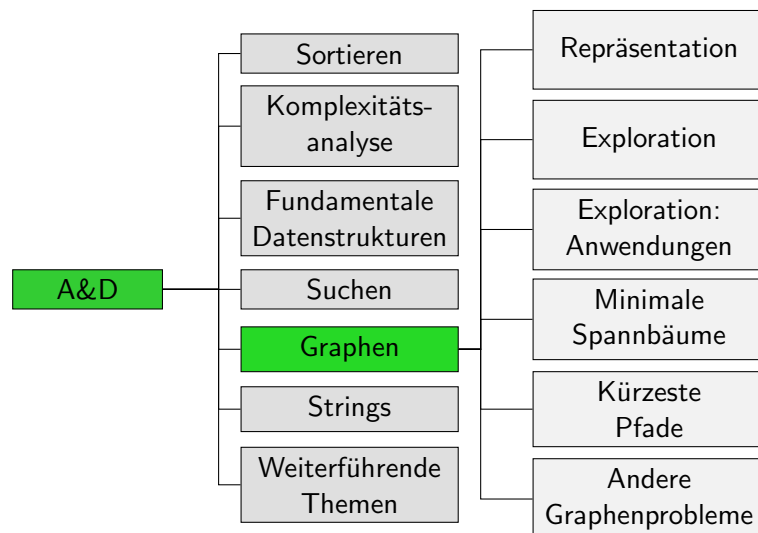 A&D
Sortieren
Komplexitäts-
analyse
Fundamentale
Datenstrukturen
Suchen
Graphen
Strings
Weiterführende
Themen
Repräsentation
Exploration
Exploration:
Anwendungen
Minimale
Spannbäume
Kürzeste
Pfade
Andere
Graphenprobleme